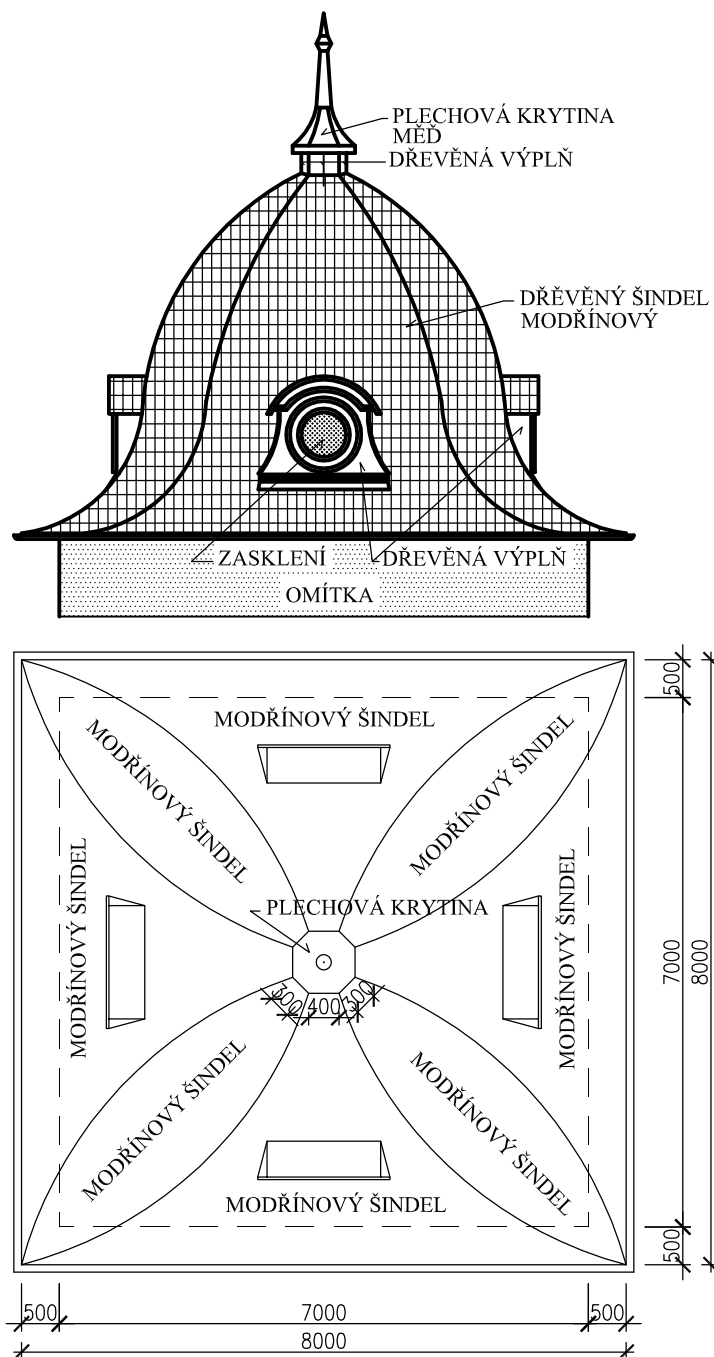 PLECHOVÁ KRYTINA
MĚĎ
DŘEVĚNÁ VÝPLŇ
DŘĚVĚNÝ ŠINDEL
MODŘÍNOVÝ
ZASKLENÍ
DŘEVĚNÁ VÝPLŇ
OMÍTKA
MODŘÍNOVÝ ŠINDEL
MODŘÍNOVÝ ŠINDEL
MODŘÍNOVÝ ŠINDEL
MODŘÍNOVÝ ŠINDEL
MODŘÍNOVÝ ŠINDEL
PLECHOVÁ KRYTINA
300
400
300
MODŘÍNOVÝ ŠINDEL
MODŘÍNOVÝ ŠINDEL
MODŘÍNOVÝ ŠINDEL
500
7000
8000
500
500
7000
500
8000